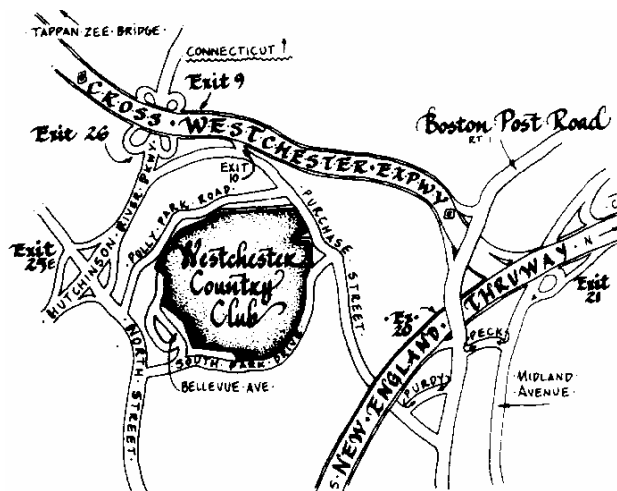 TAPPAN ZEE BRIDGE
CONNECTICUT
Exit 9
CROSS · WESTCHESTER · EXPWY
Boston Post Road
RT 1
Exit 26
EXIT
10
HUTCHINSON · RIVER PKWY
POLLY PARK ROAD
PURCHASE STREET
Westchester
Country
Club
Exit
25E
NEW · ENGLAND · THRUWAY
N
Exit
21
Ex.
20
PECK
NORTH STREET
SOUTH · PARK · DRIVE
BELLEVUE · AVE.
PURDY
MIDLAND
AVENUE
S